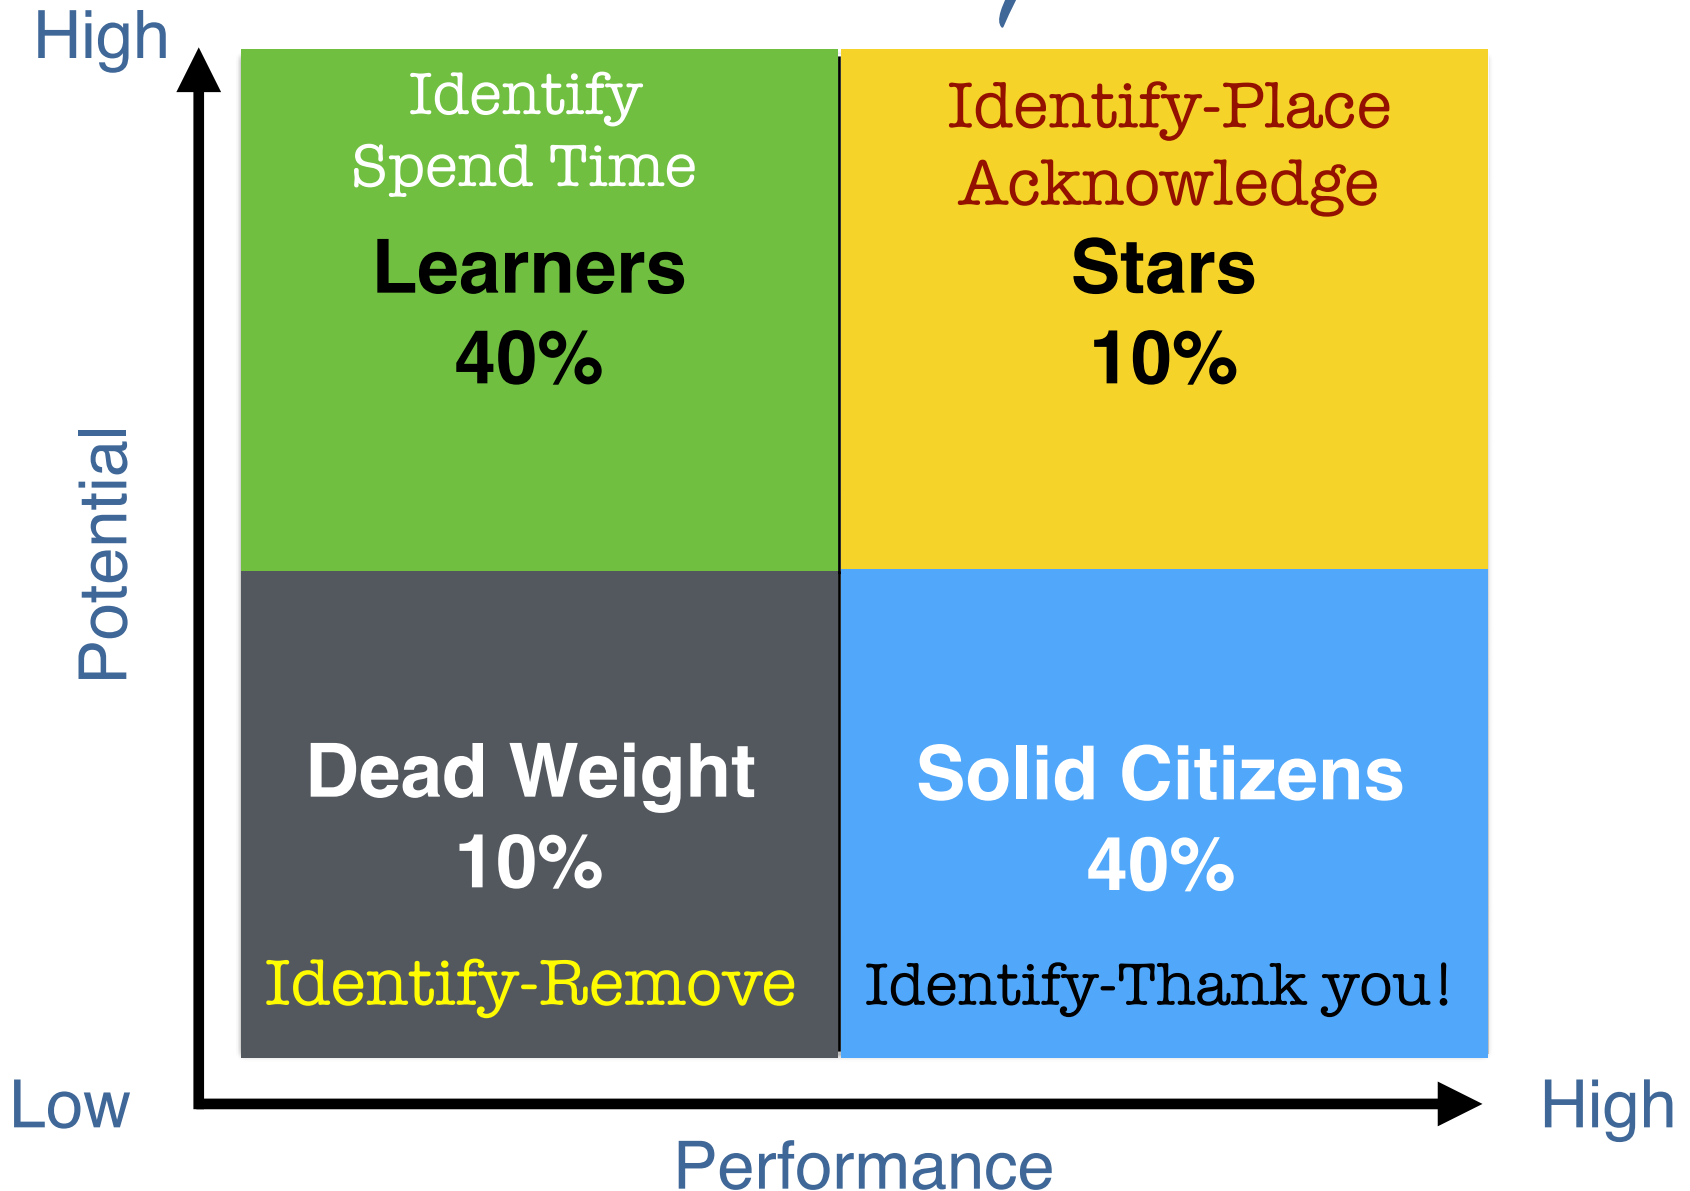 High
Identify
Spend Time
Learners
40%
Identify-Place
Acknowledge
Stars
10%
Potential
Dead Weight
10%
Identify-Remove
Solid Citizens
40%
Identify-Thank you!
Low
High
Performance